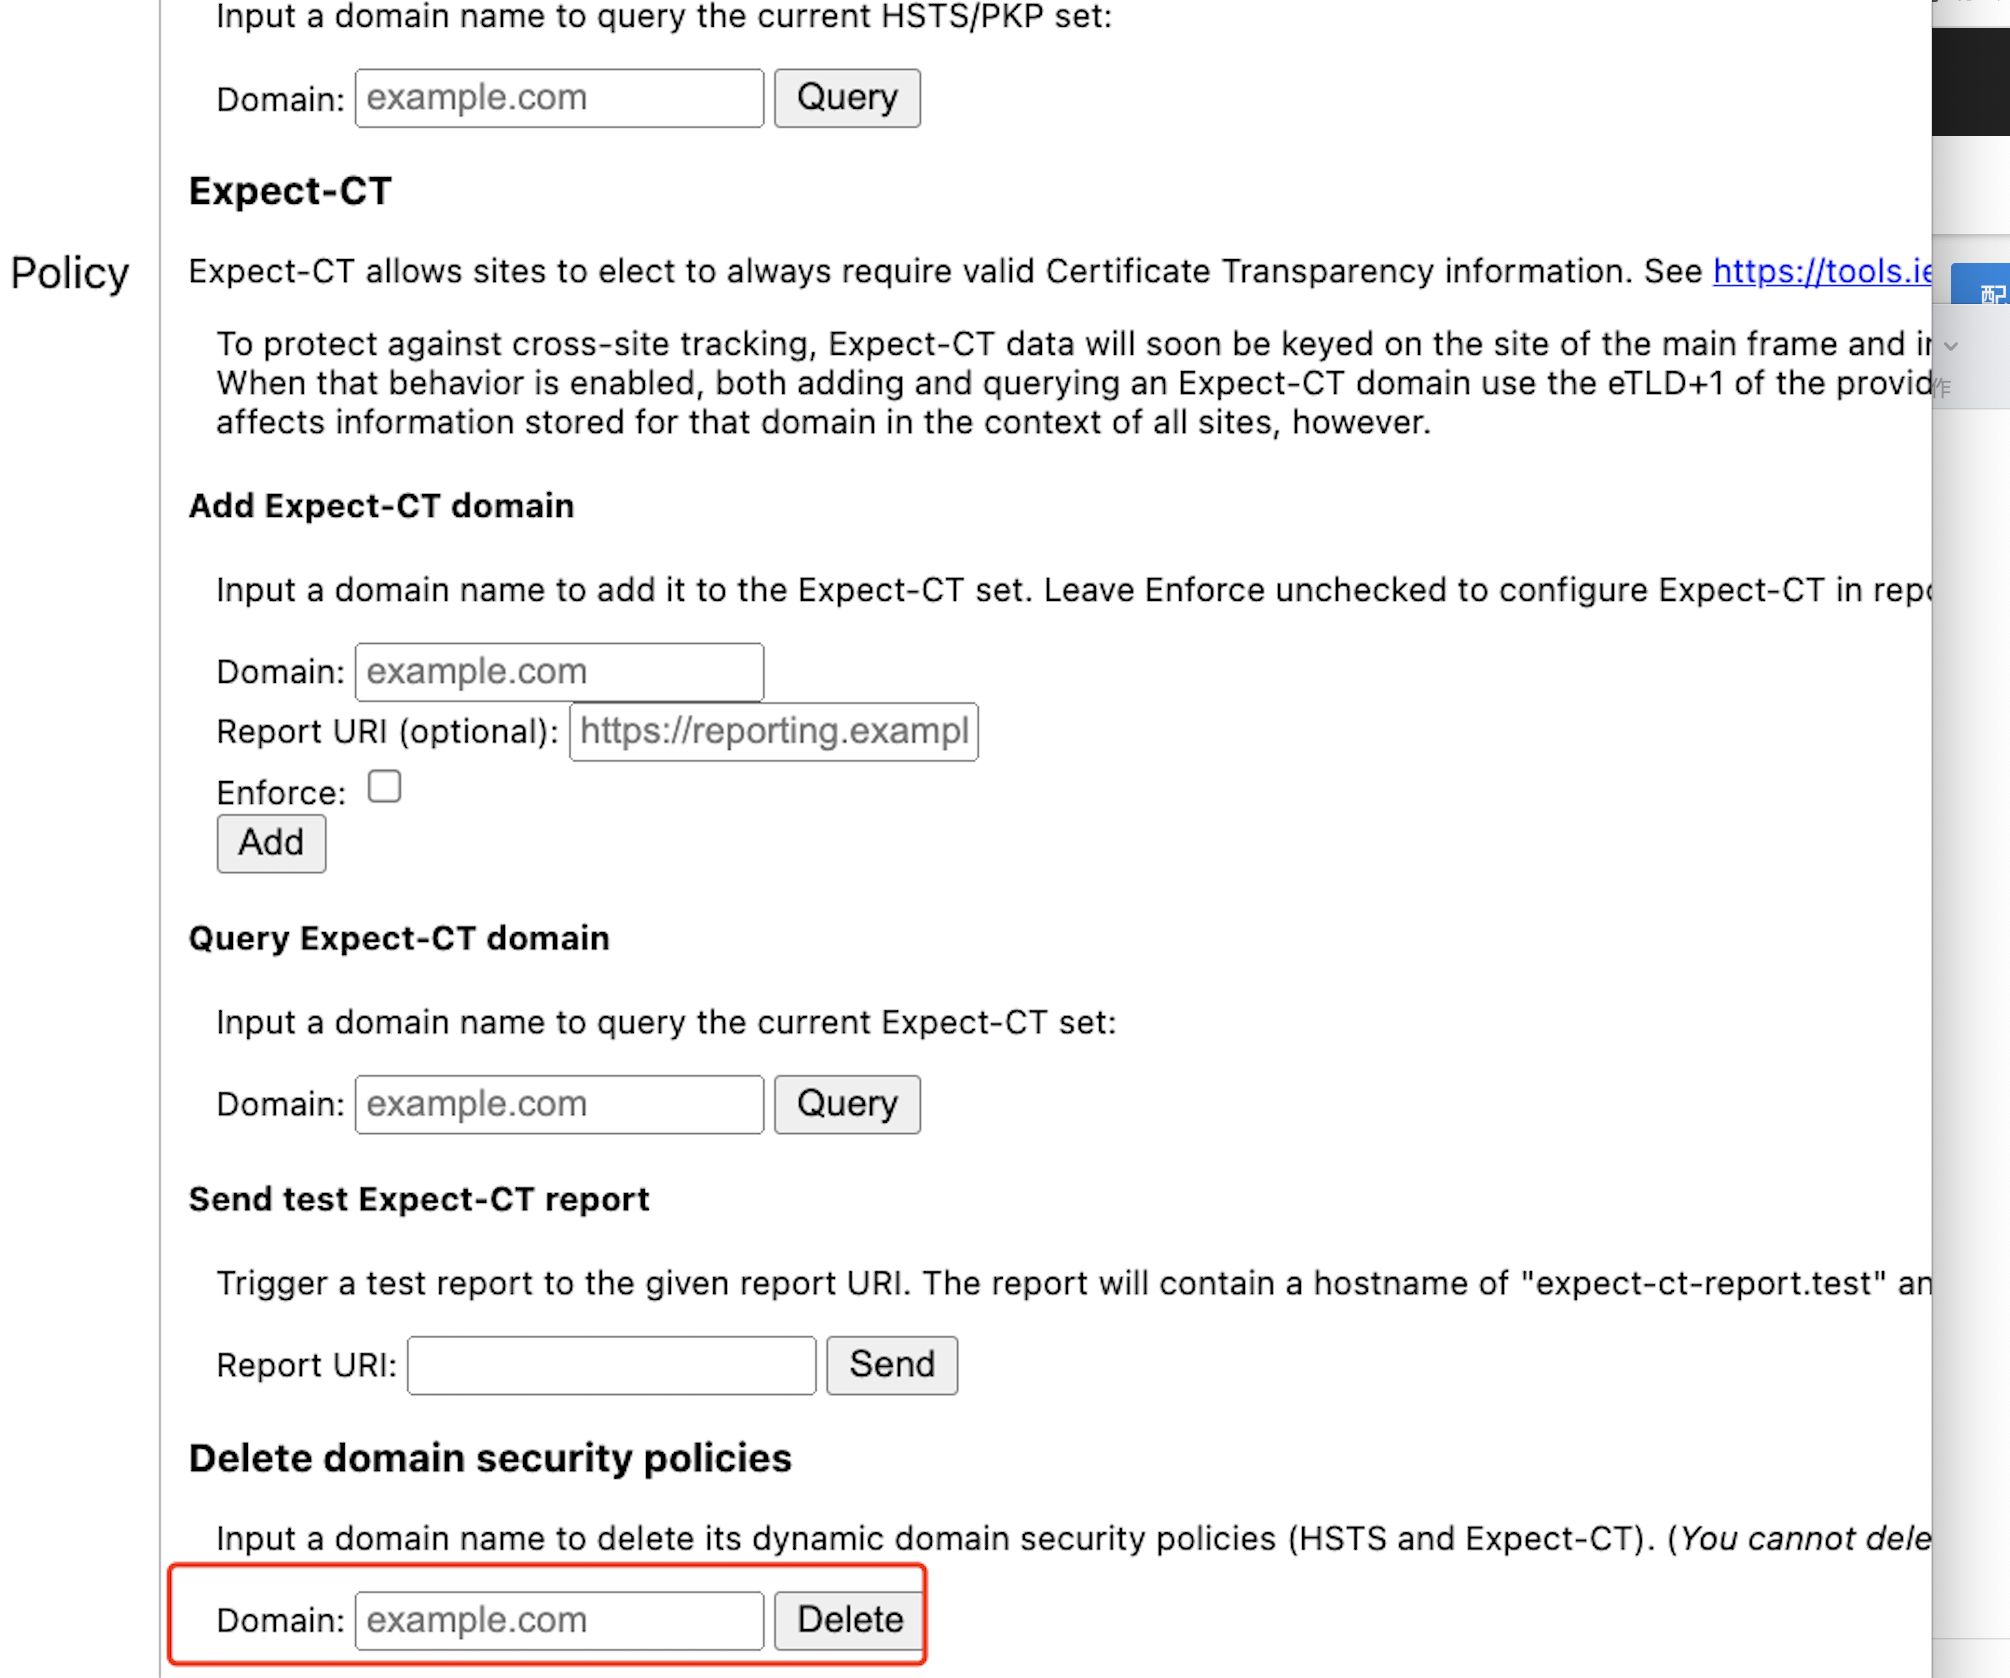 Input a domain name to query the current HSTS/PKP set:
Domain: example.com Query
Expect-CT
Policy
Expect-CT allows sites to elect to always require valid Certificate Transparency information. See https://tools.ie
配
To protect against cross-site tracking, Expect-CT data will soon be keyed on the site of the main frame and i
When that behavior is enabled, both adding and querying an Expect-CT domain use the eTLD+1 of the provid
作
affects information stored for that domain in the context of all sites, however.
Add Expect-CT domain
Input a domain name to add it to the Expect-CT set. Leave Enforce unchecked to configure Expect-CT in repo
Domain: example.com
Report URI (optional): https://reporting.exampl
Enforce:
Add
Query Expect-CT domain
Input a domain name to query the current Expect-CT set:
Domain: example.com Query
Send test Expect-CT report
Trigger a test report to the given report URI. The report will contain a hostname of "expect-ct-report.test" an
Report URI: Send
Delete domain security policies
Input a domain name to delete its dynamic domain security policies (HSTS and Expect-CT). (You cannot dele
Domain: example.com Delete